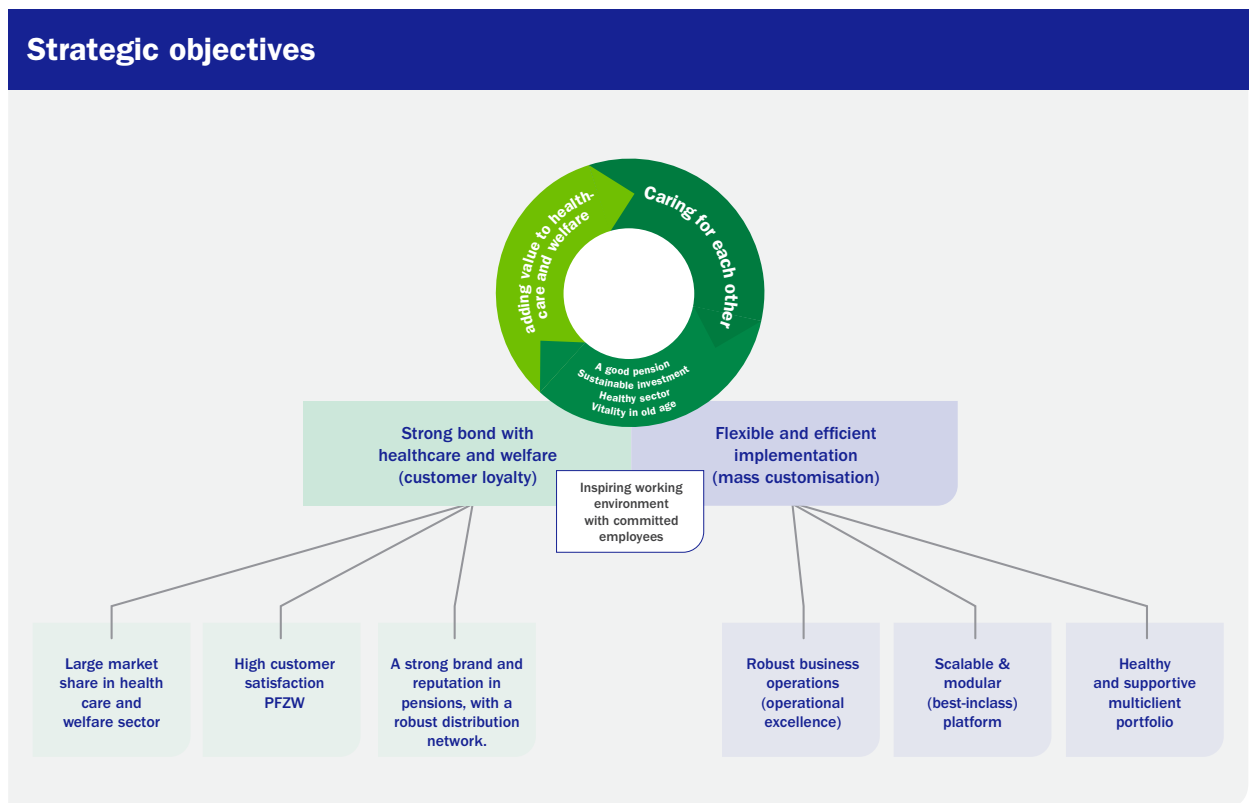 Strategic objectives
adding value to health-
care and welfare
Caring for each other
A good pension
Sustainable investment
Healthy sector
Vitality in old age
Strong bond with
healthcare and welfare
(customer loyalty)
Flexible and efficient
implementation
(mass customisation)
Inspiring working
environment
with committed
employees
Large market
share in health
care and
welfare sector
High customer
satisfaction
PFZW
A strong brand and
reputation in
pensions, with a
robust distribution
network.
Robust business
operations
(operational
excellence)
Scalable &
modular
(best-inclass)
platform
Healthy
and supportive
multiclient
portfolio